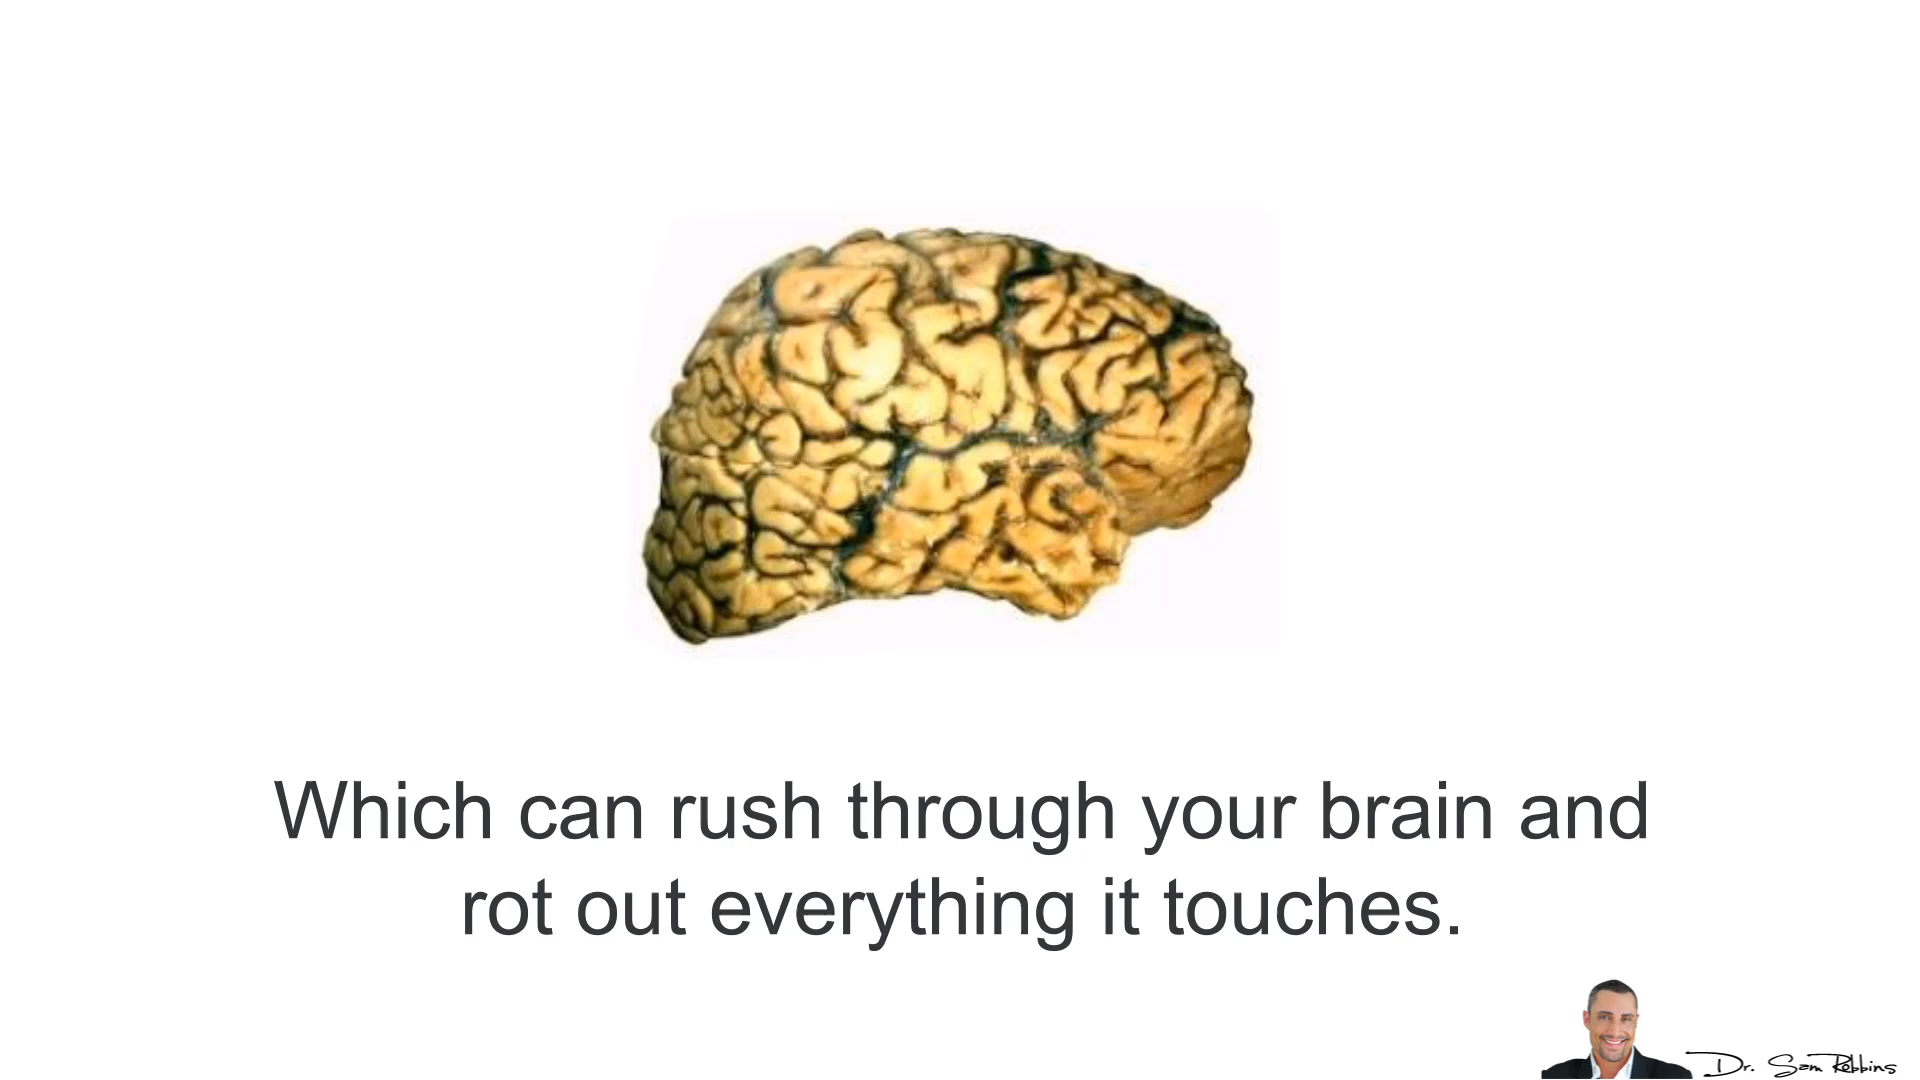 Which can rush through your brain and
rot out everything it touches.
Dr. Sam Robbins